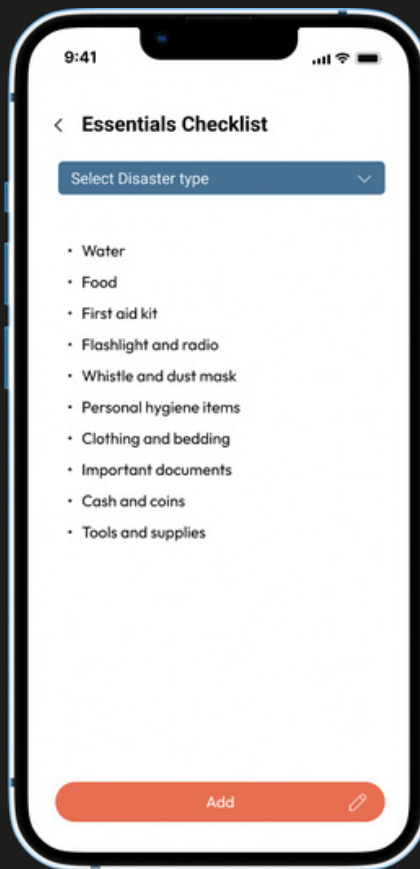 9:41
Essentials Checklist
Select Disaster type
Water
Food
First aid kit
Flashlight and radio
Whistle and dust mask
Personal hygiene items
Clothing and bedding
Important documents
Cash and coins
Tools and supplies
Add